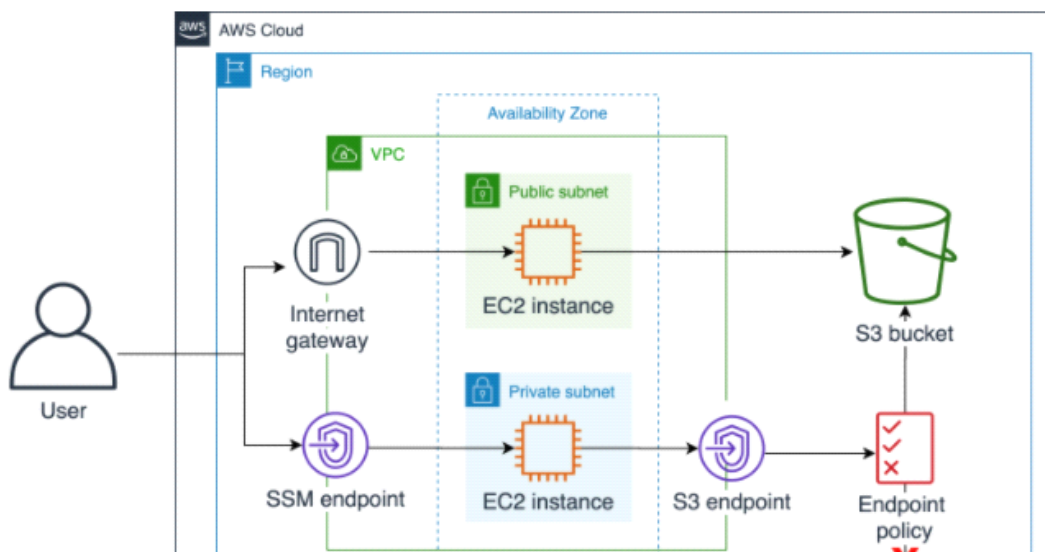 aws
AWS Cloud
Region
Availability Zone
VPC
Public subnet
EC2 instance
Internet
gateway
S3 bucket
User
Private subnet
SSM endpoint
EC2 instance
S3 endpoint
Endpoint
policy